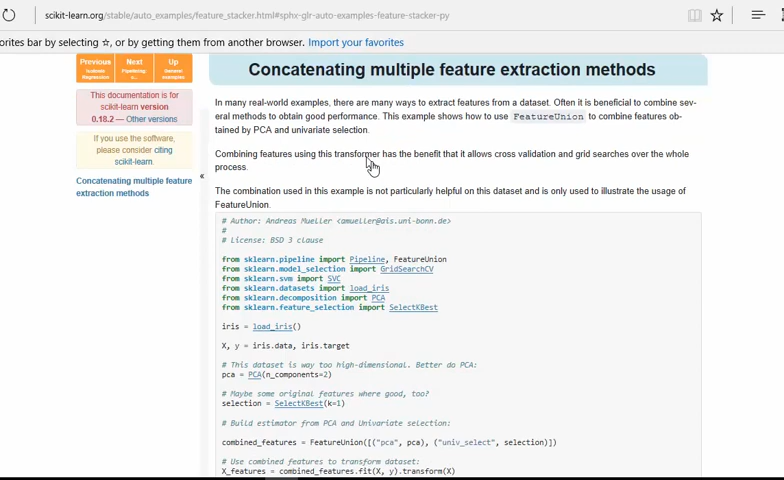 scikit-learn.org/stable/auto_examples/feature_stacker.html#sphx-glr-auto-examples-feature-stacker-py
orites bar by selecting ☆, or by getting them from another browser. Import your favorites
Previous
Next
Up
This documentation is for
scikit-learn version
0.18.2 — Other versions
If you use the software,
please consider citing
scikit-learn.
Concatenating multiple feature
extraction methods
«
Concatenating multiple feature extraction methods
In many real-world examples, there are many ways to extract features from a dataset. Often it is beneficial to combine sev-
eral methods to obtain good performance. This example shows how to use FeatureUnion to combine features ob-
tained by PCA and univariate selection.
Combining features using this transformer has the benefit that it allows cross validation and grid searches over the whole
process.
The combination used in this example is not particularly helpful on this dataset and is only used to illustrate the usage of
FeatureUnion.
# Author: Andreas Mueller <amueller@ais.uni-bonn.de>
#
# License: BSD 3 clause
from sklearn.pipeline import Pipeline, FeatureUnion
from sklearn.model_selection import GridSearchCV
from sklearn.svm import SVC
from sklearn.datasets import load_iris
from sklearn.decomposition import PCA
from sklearn.feature_selection import SelectKBest
iris = load_iris()
X, y = iris.data, iris.target
# This dataset is way too high-dimensional. Better do PCA:
pca = PCA(n_components=2)
# Maybe some original features where good, too?
selection = SelectKBest(k=1)
# Build estimator from PCA and Univariate selection:
combined_features = FeatureUnion([("pca", pca), ("univ_select", selection)])
# Use combined features to transform dataset:
X_features = combined_features.fit(X, y).transform(X)